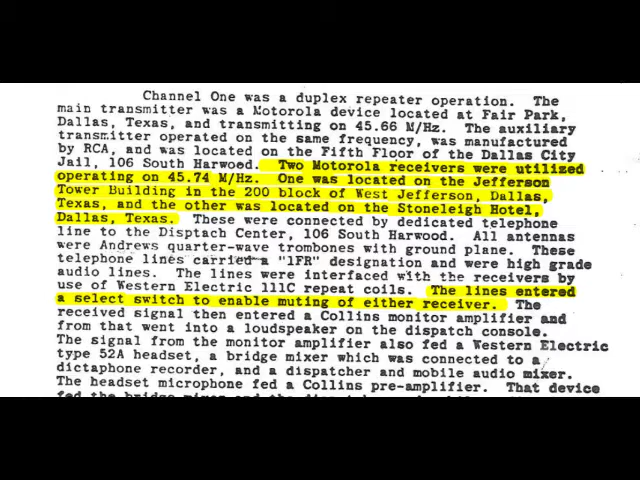 Channel One was a duplex repeater operation. The
main transmitter was a Motorola device located at Fair Park,
Dallas, Texas, and transmitting on 45.66 M/Hz. The auxiliary
transmitter operated on the same frequency, was manufactured
by RCA, and was located on the Fifth Floor of the Dallas City
Jail, 106 South Harwood. Two Motorola receivers were utilized
operating on 45.74 M/Hz. One was located on the Jefferson
Tower Building in the 200 block of West Jefferson, Dallas,
Texas, and the other was located on the Stoneleigh Hotel,
Dallas, Texas. These were connected by dedicated telephone
line to the Disptach Center, 106 South Harwood. All antennas
were Andrews quarter-wave trombones with ground plane. These
telephone lines carried a "1FR" designation and were high grade
audio lines. The lines were interfaced with the receivers by
use of Western Electric 111C repeat coils. The lines entered
a select switch to enable muting of either receiver. The
received signal then entered a Collins monitor amplifier and
from that went into a loudspeaker on the dispatch console.
The signal from the monitor amplifier also fed a Western Electric
type 52A headset, a bridge mixer which was connected to a
dictaphone recorder, and a dispatcher and mobile audio mixer.
The headset microphone fed a Collins pre-amplifier. That device
fed the bridge mixer and the